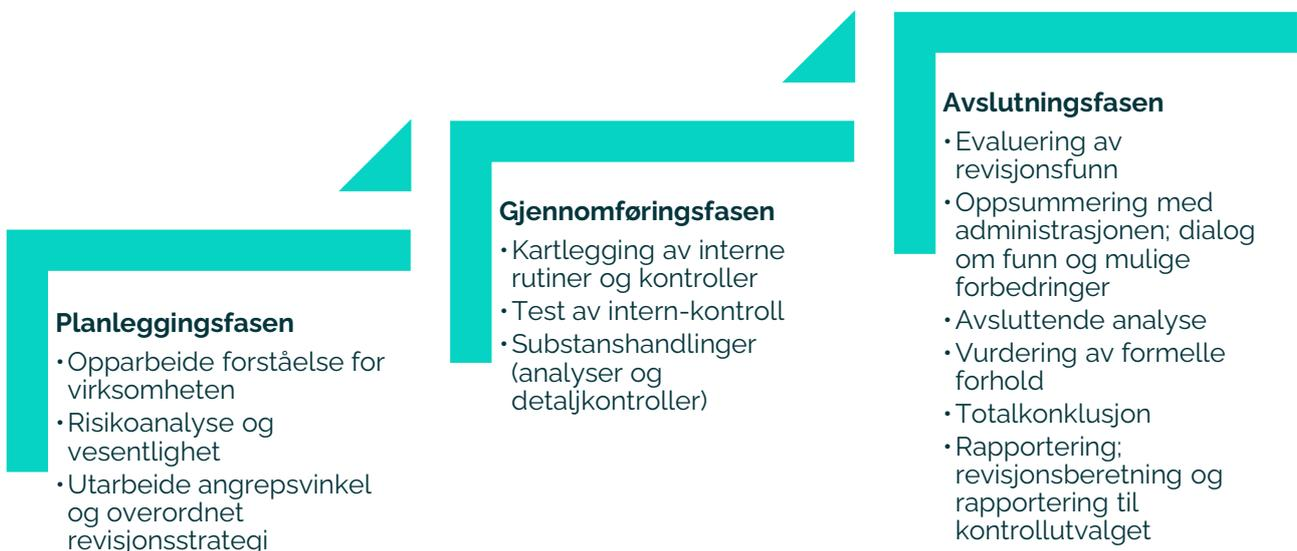 Planleggingsfasen
•Opparbeide forståelse for
virksomheten
•Risikoanalyse og
vesentlighet
•Utarbeide angrepsvinkel
og overordnet
revisjonsstrategi
Gjennomføringsfasen
•Kartlegging av interne
rutiner og kontroller
•Test av intern-kontroll
•Substanshandlinger
(analyser og
detaljkontroller)
Avslutningsfasen
•Evaluering av
revisjonsfunn
•Oppsummering med
administrasjonen; dialog
om funn og mulige
forbedringer
•Avsluttende analyse
•Vurdering av formelle
forhold
•Totalkonklusjon
•Rapportering;
revisjonsberetning og
rapportering til
kontrollutvalget